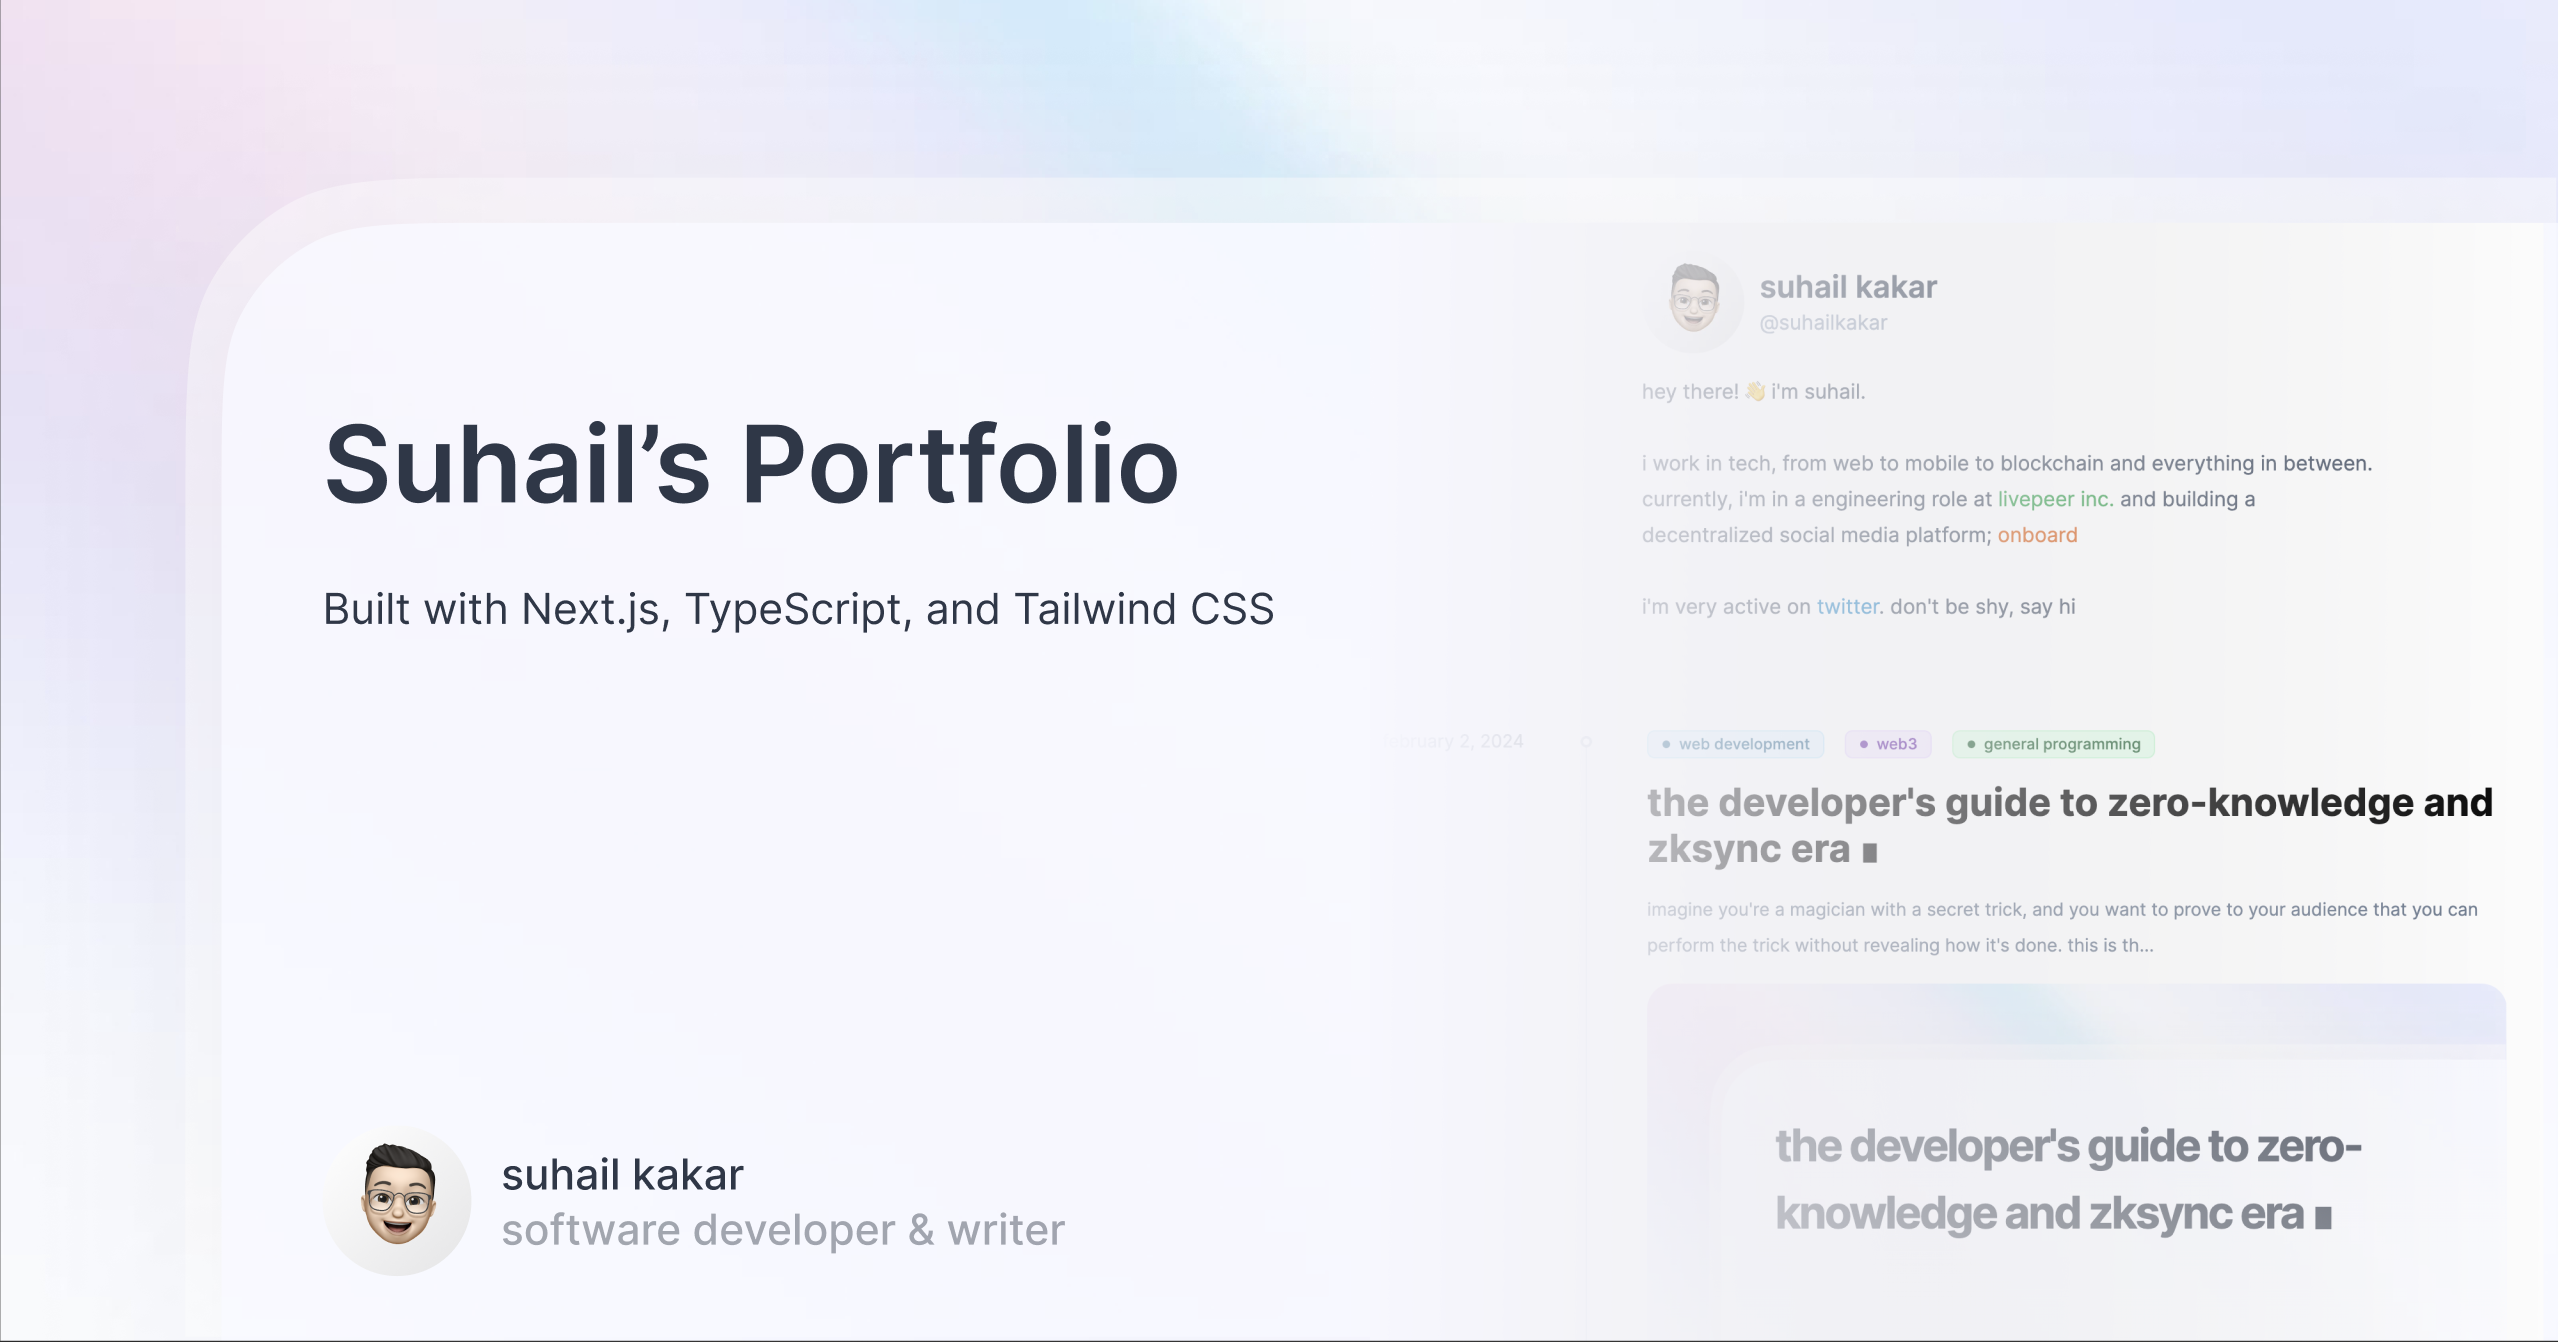 Suhail’s Portfolio
Built with Next.js, TypeScript, and Tailwind CSS
suhail kakar
software developer & writer
suhail kakar
@suhailkakar
hey there! 👋 i'm suhail.
i work in tech, from web to mobile to blockchain and everything in between.
currently, i'm in a engineering role at livepeer inc. and building a
decentralized social media platform; onboard
i'm very active on twitter. don't be shy, say hi
2, 2024
web development
web3
general programming
the developer's guide to zero-knowledge and
zksync era ∎
imagine you're a magician with a secret trick, and you want to prove to your audience that you can
perform the trick without revealing how it's done. this is th...
the developer's guide to zero-
knowledge and zksync era ∎